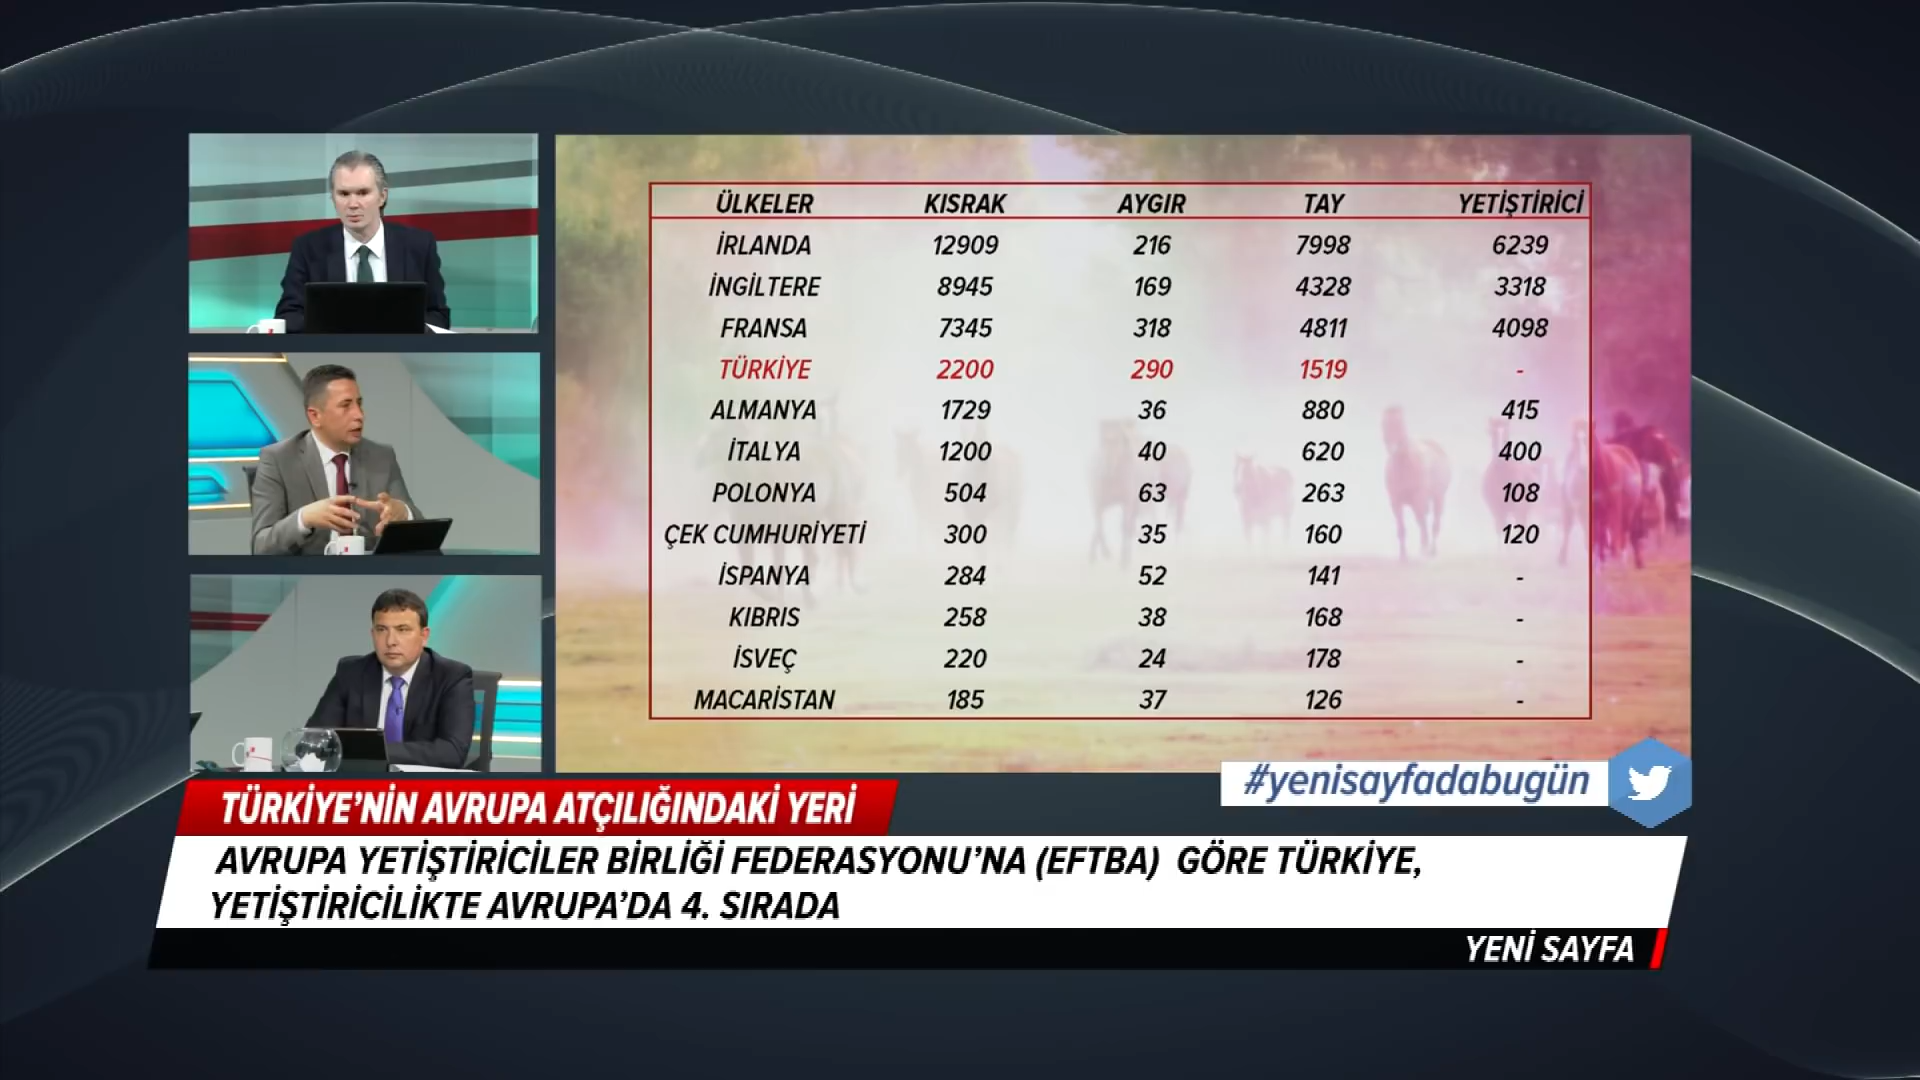 ÜLKELER KISRAK AYGIR TAY YETİŞTİRİCİ
İRLANDA 12909 216 7998 6239
İNGİLTERE 8945 169 4328 3318
FRANSA 7345 318 4811 4098
TÜRKİYE 2200 290 1519 -
ALMANYA 1729 36 880 415
İTALYA 1200 40 620 400
POLONYA 504 63 263 108
ÇEK CUMHURİYETİ 300 35 160 120
İSPANYA 284 52 141 -
KIBRIS 258 38 168 -
İSVEÇ 220 24 178 -
MACARİSTAN 185 37 126 -
#yenisayfadabugün
TÜRKİYE’NİN AVRUPA ATÇILIĞINDAKİ YERİ
AVRUPA YETİŞTİRİCİLER BİRLİĞİ FEDERASYONU’NA (EFTBA) GÖRE TÜRKİYE,
YETİŞTİRİCİLİKTE AVRUPA’DA 4. SIRADA
YENİ SAYFA